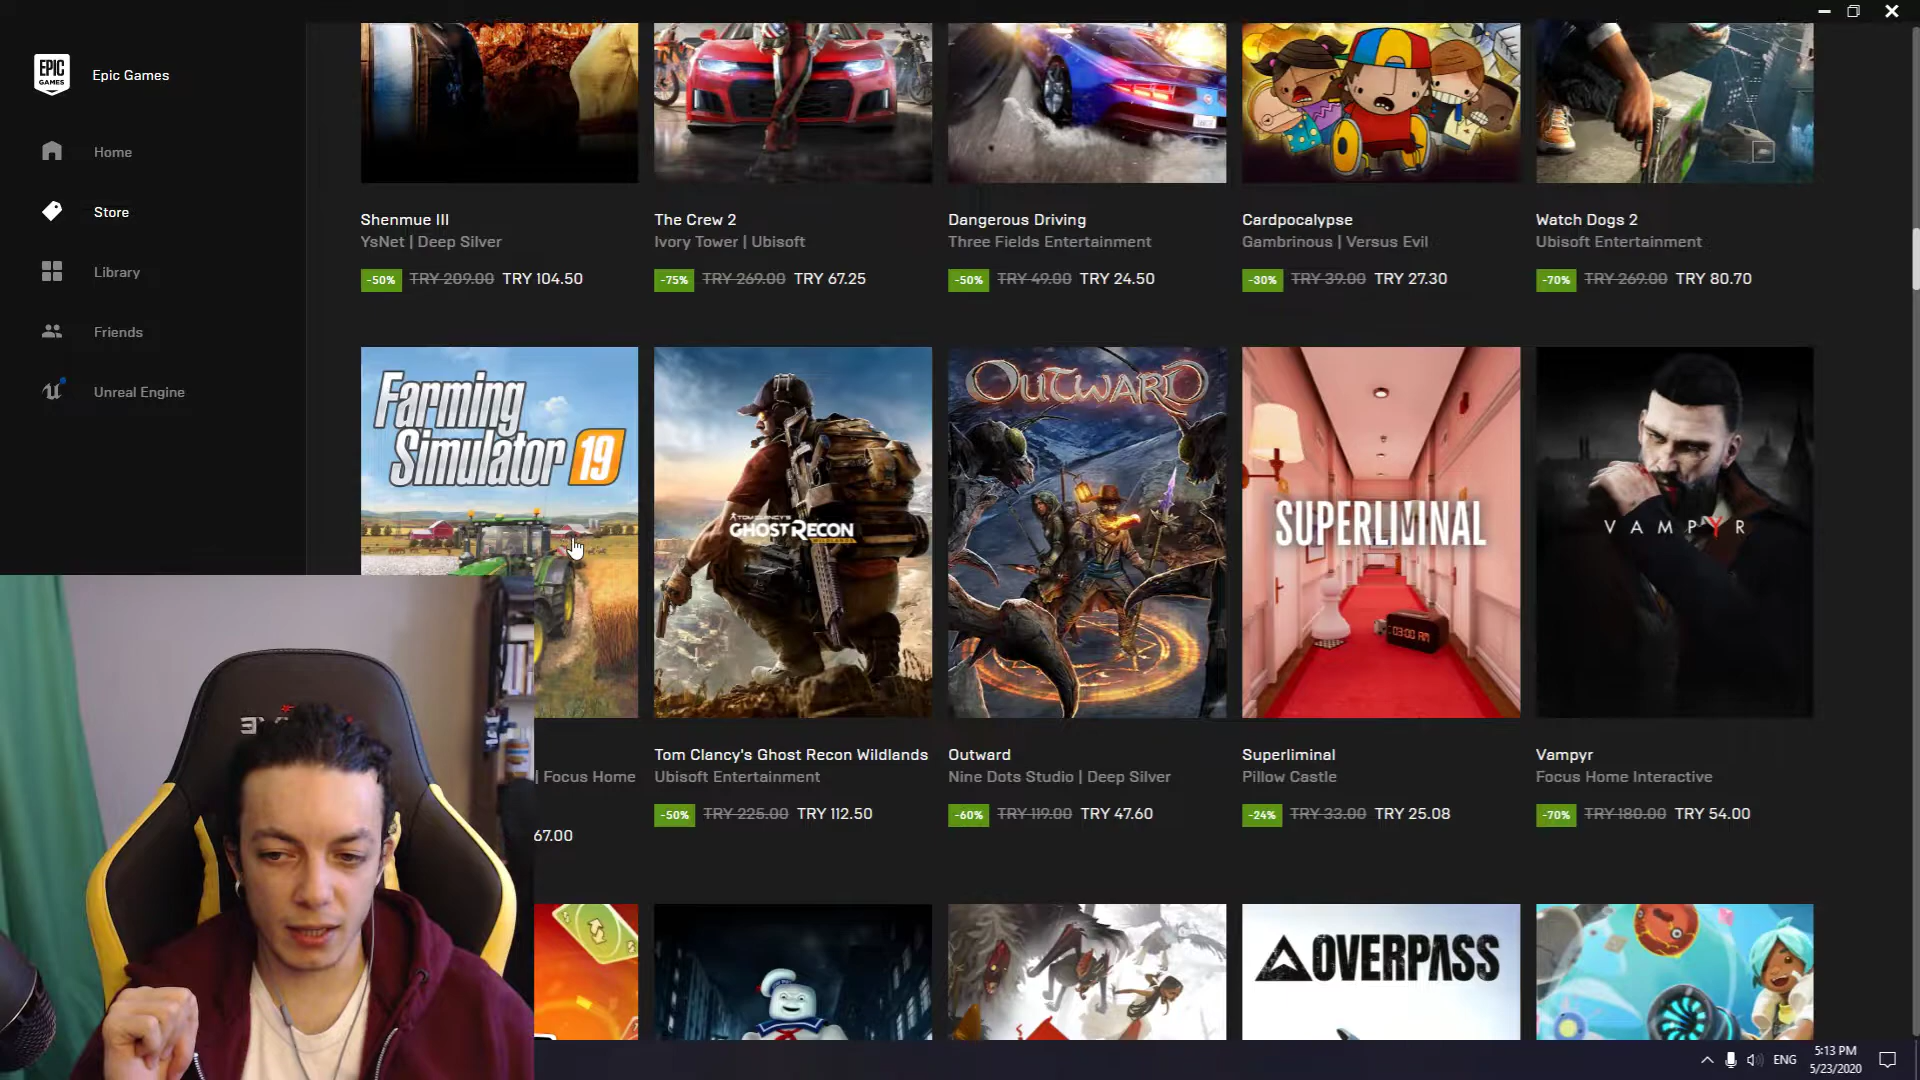 EPIC
GAMES
Epic Games
Home
Store
Library
Friends
Unreal Engine
Shenmue III
YsNet | Deep Silver
-50% TRY 209.00 TRY 104.50
The Crew 2
Ivory Tower | Ubisoft
-75% TRY 269.00 TRY 67.25
Dangerous Driving
Three Fields Entertainment
-50% TRY 49.00 TRY 24.50
Cardpocalypse
Gambrinous | Versus Evil
-30% TRY 39.00 TRY 27.30
Watch Dogs 2
Ubisoft Entertainment
-70% TRY 269.00 TRY 80.70
Farming
Simulator 19
TOM CLANCY'S
GHOST RECON
WILDLANDS
OUTWARD
SUPERLIMINAL
03:00 AM
VAMPYR
| Focus Home
67.00
Tom Clancy's Ghost Recon Wildlands
Ubisoft Entertainment
-50% TRY 225.00 TRY 112.50
Outward
Nine Dots Studio | Deep Silver
-60% TRY 119.00 TRY 47.60
Superliminal
Pillow Castle
-24% TRY 33.00 TRY 25.08
Vampyr
Focus Home Interactive
-70% TRY 180.00 TRY 54.00
OVERPASS
ENG
5:13 PM
5/23/2020